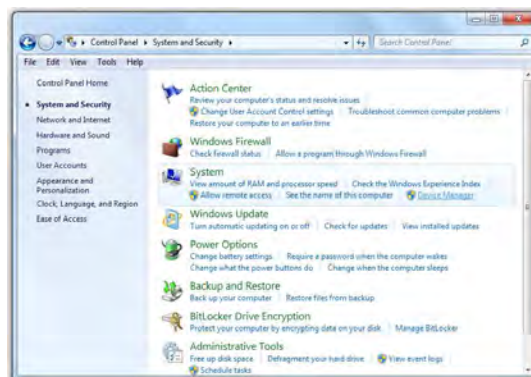 Control Panel ▸ System and Security ▸
Search Control Panel
File Edit View Tools Help
Control Panel Home
System and Security
Network and Internet
Hardware and Sound
Programs
User Accounts
Appearance and
Personalization
Clock, Language, and Region
Ease of Access
Action Center
Review your computer's status and resolve issues
Change User Account Control settings Troubleshoot common computer problems
Restore your computer to an earlier time
Windows Firewall
Check firewall status Allow a program through Windows Firewall
System
View amount of RAM and processor speed Check the Windows Experience Index
Allow remote access See the name of this computer Device Manager
Windows Update
Turn automatic updating on or off Check for updates View installed updates
Power Options
Change battery settings Require a password when the computer wakes
Change what the power buttons do Change when the computer sleeps
Backup and Restore
Back up your computer Restore files from backup
BitLocker Drive Encryption
Protect your computer by encrypting data on your disk Manage BitLocker
Administrative Tools
Free up disk space Defragment your hard drive View event logs
Schedule tasks